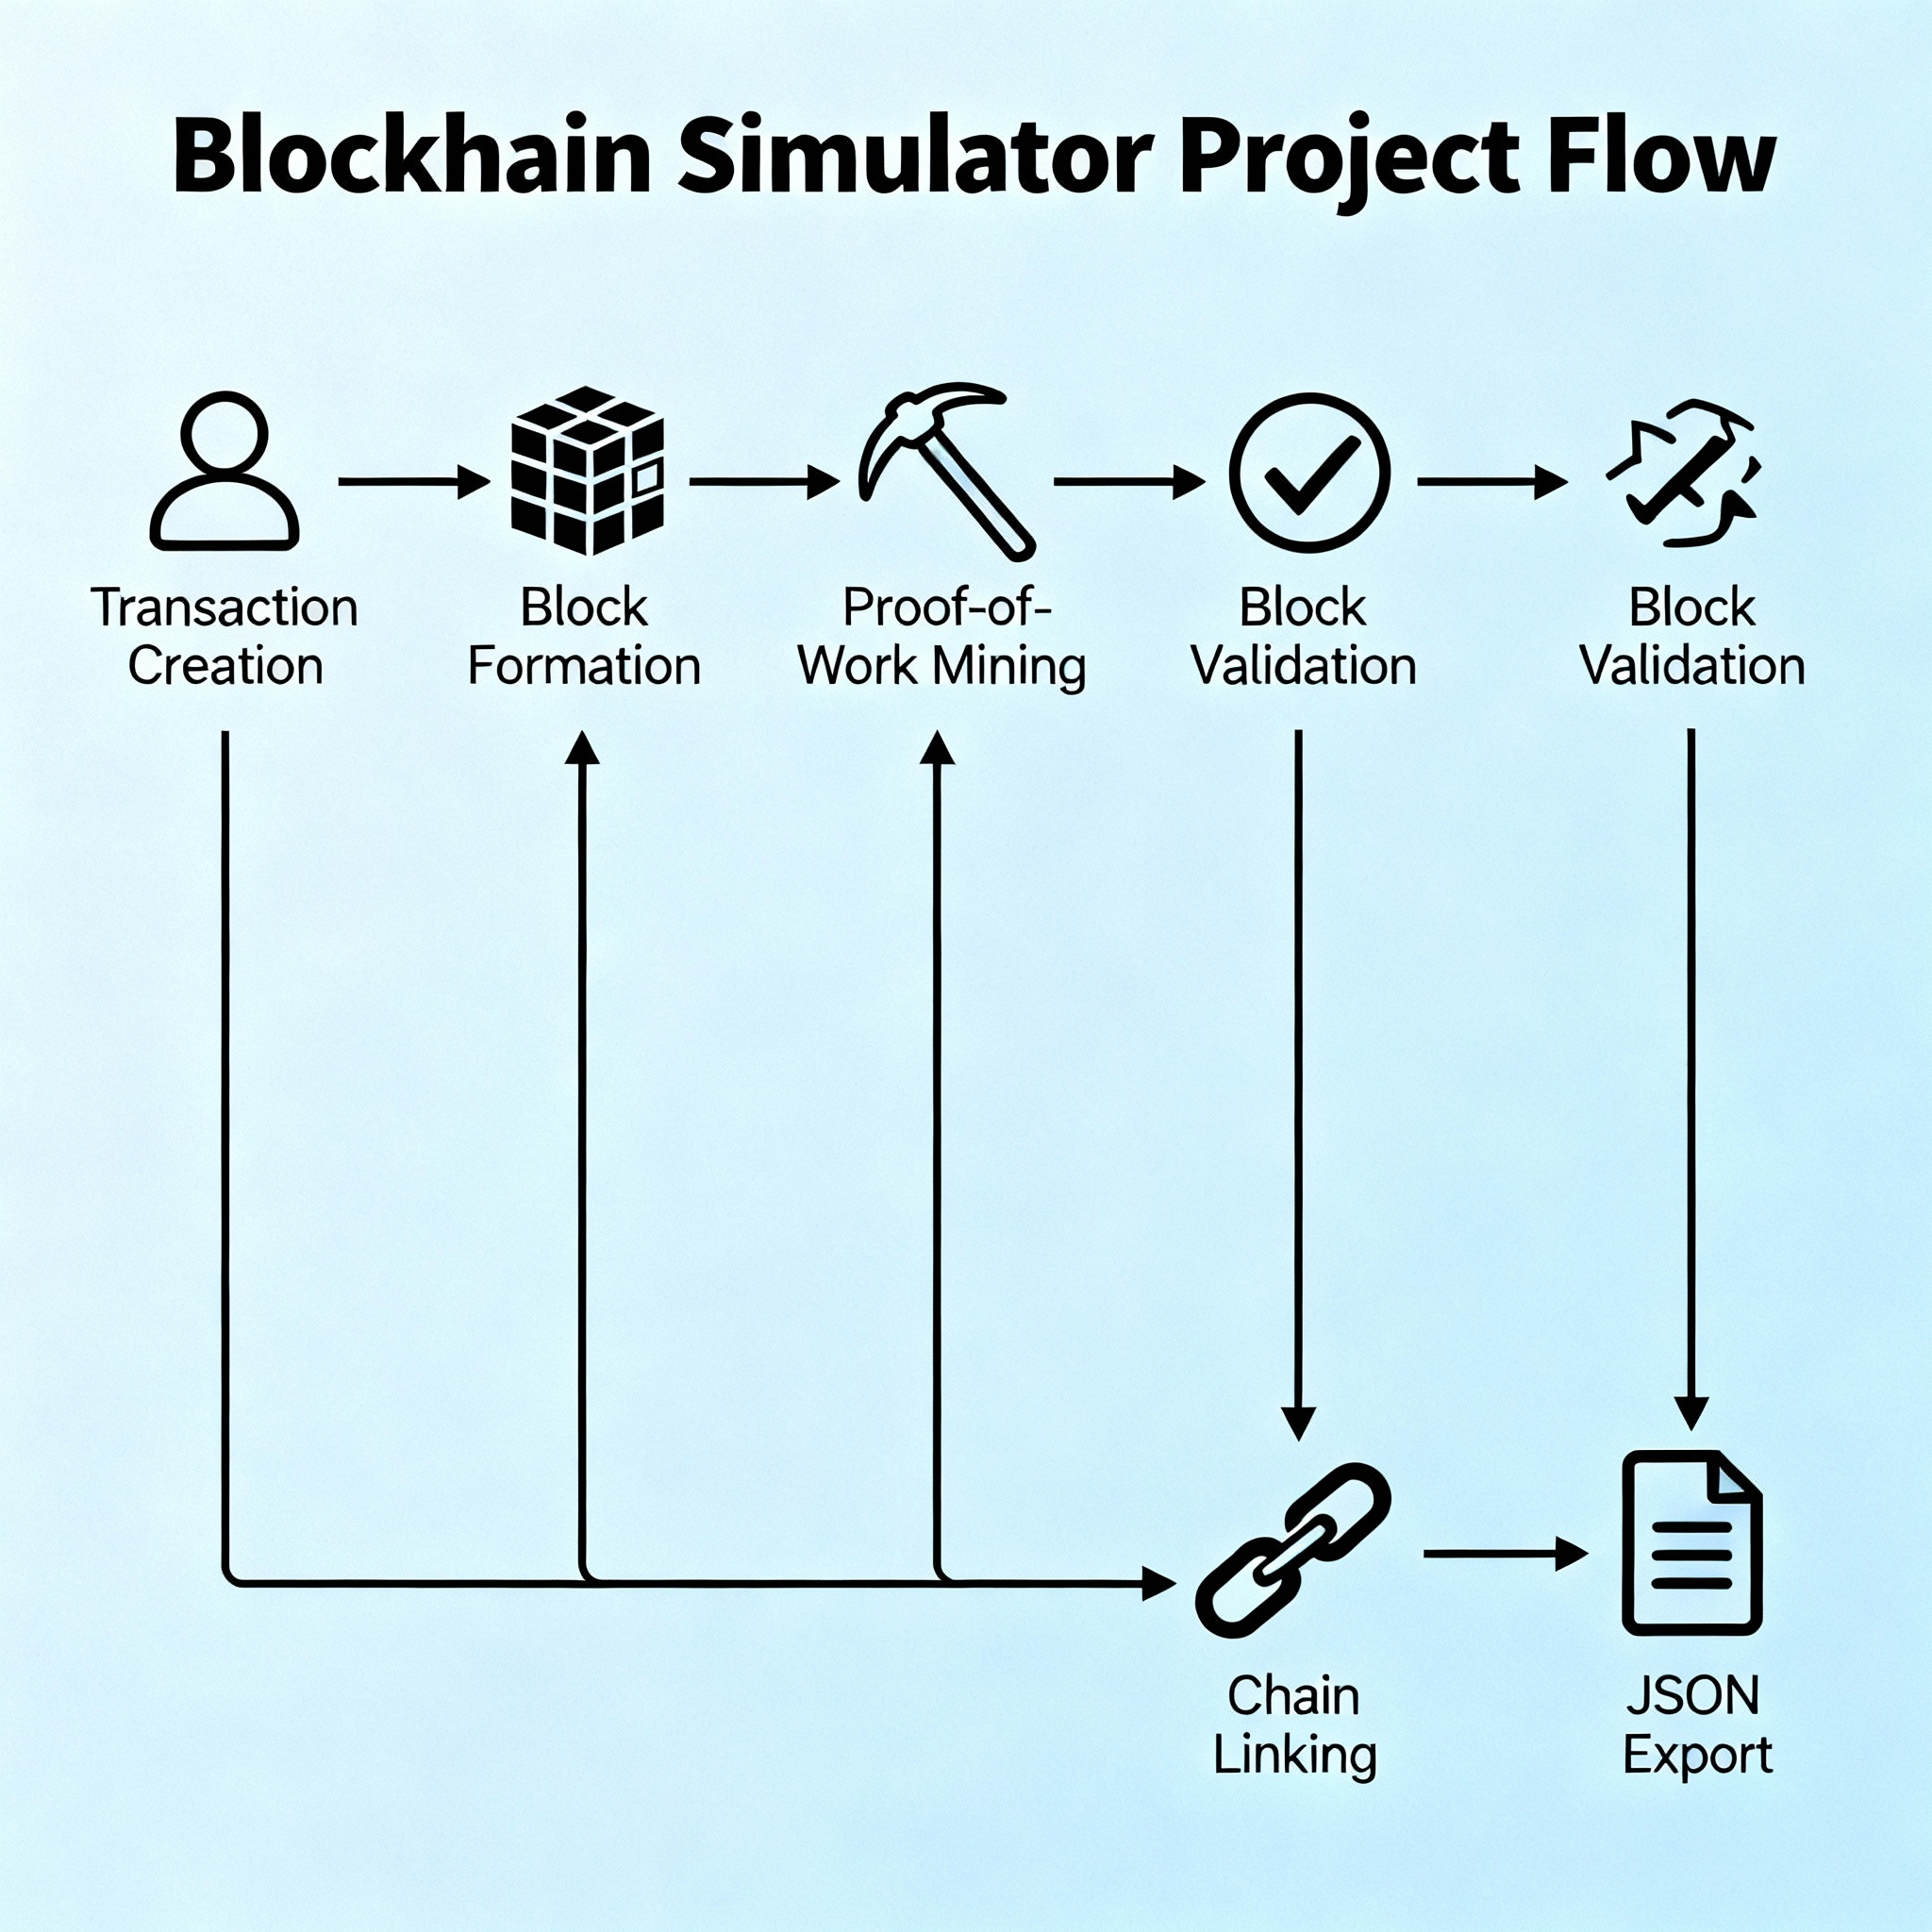 Blockhain Simulator Project Flow
Transaction
Creation
Block
Formation
Proof-of-
Work Mining
Block
Validation
Block
Validation
Chain
Linking
JSON
Export